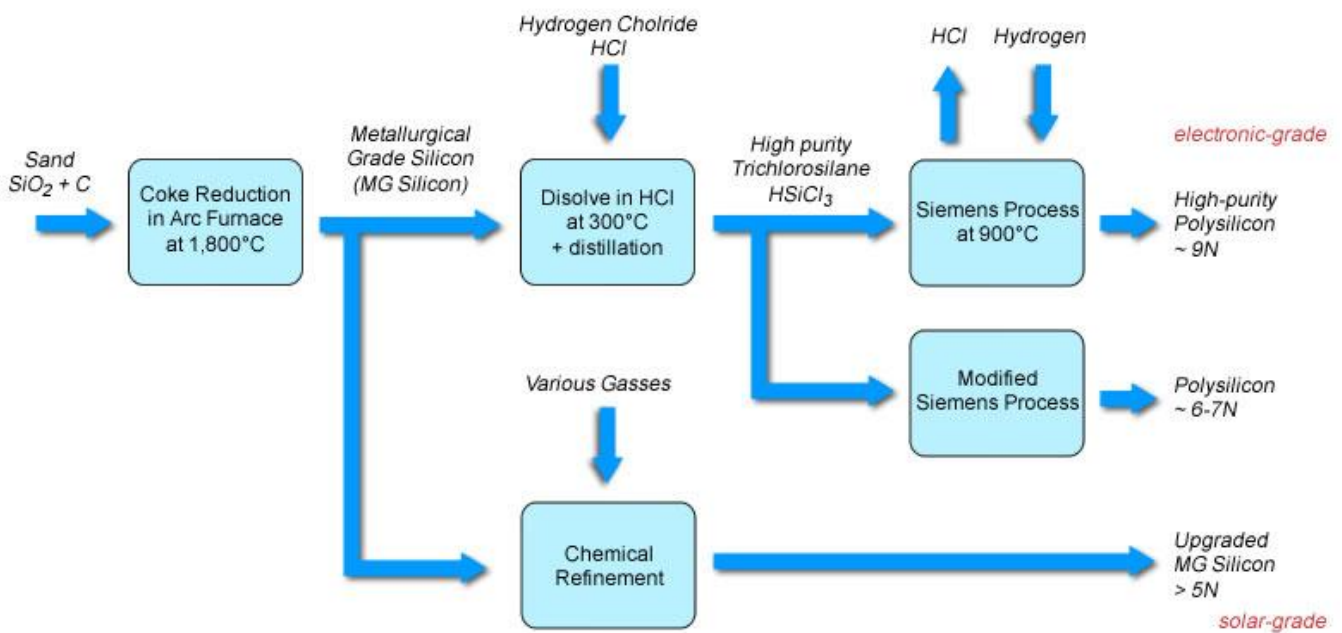 Hydrogen Cholride
HCl
HCl
Hydrogen
Sand
SiO₂ + C
Coke Reduction
in Arc Furnace
at 1,800°C
Metallurgical
Grade Silicon
(MG Silicon)
Disolve in HCl
at 300°C
+ distillation
High purity
Trichlorosilane
HSiCl₃
Siemens Process
at 900°C
electronic-grade
High-purity
Polysilicon
~ 9N
Modified
Siemens Process
Polysilicon
~ 6-7N
Various Gasses
Chemical
Refinement
Upgraded
MG Silicon
> 5N
solar-grade